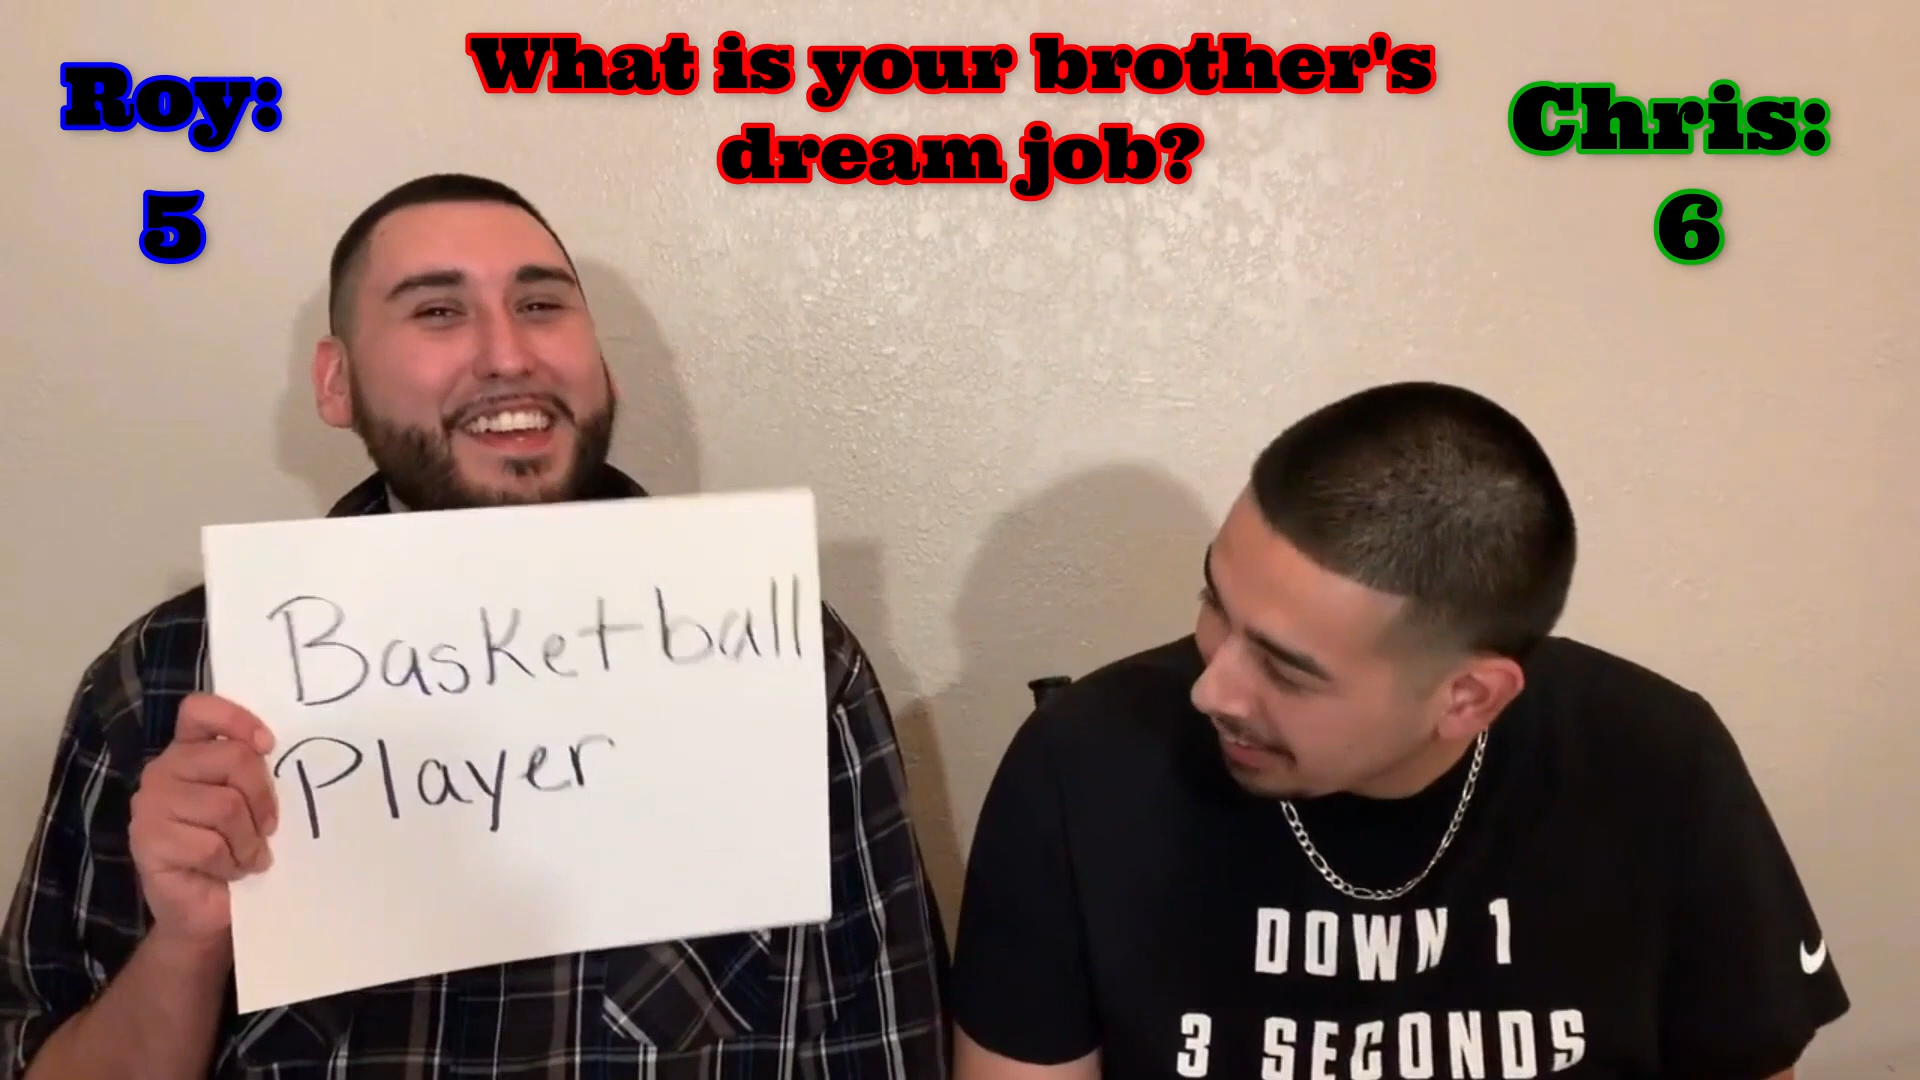 What is your brother's
dream job?
Roy:
5
Chris:
6
Basketball
Player
DOWN 1
3 SECONDS